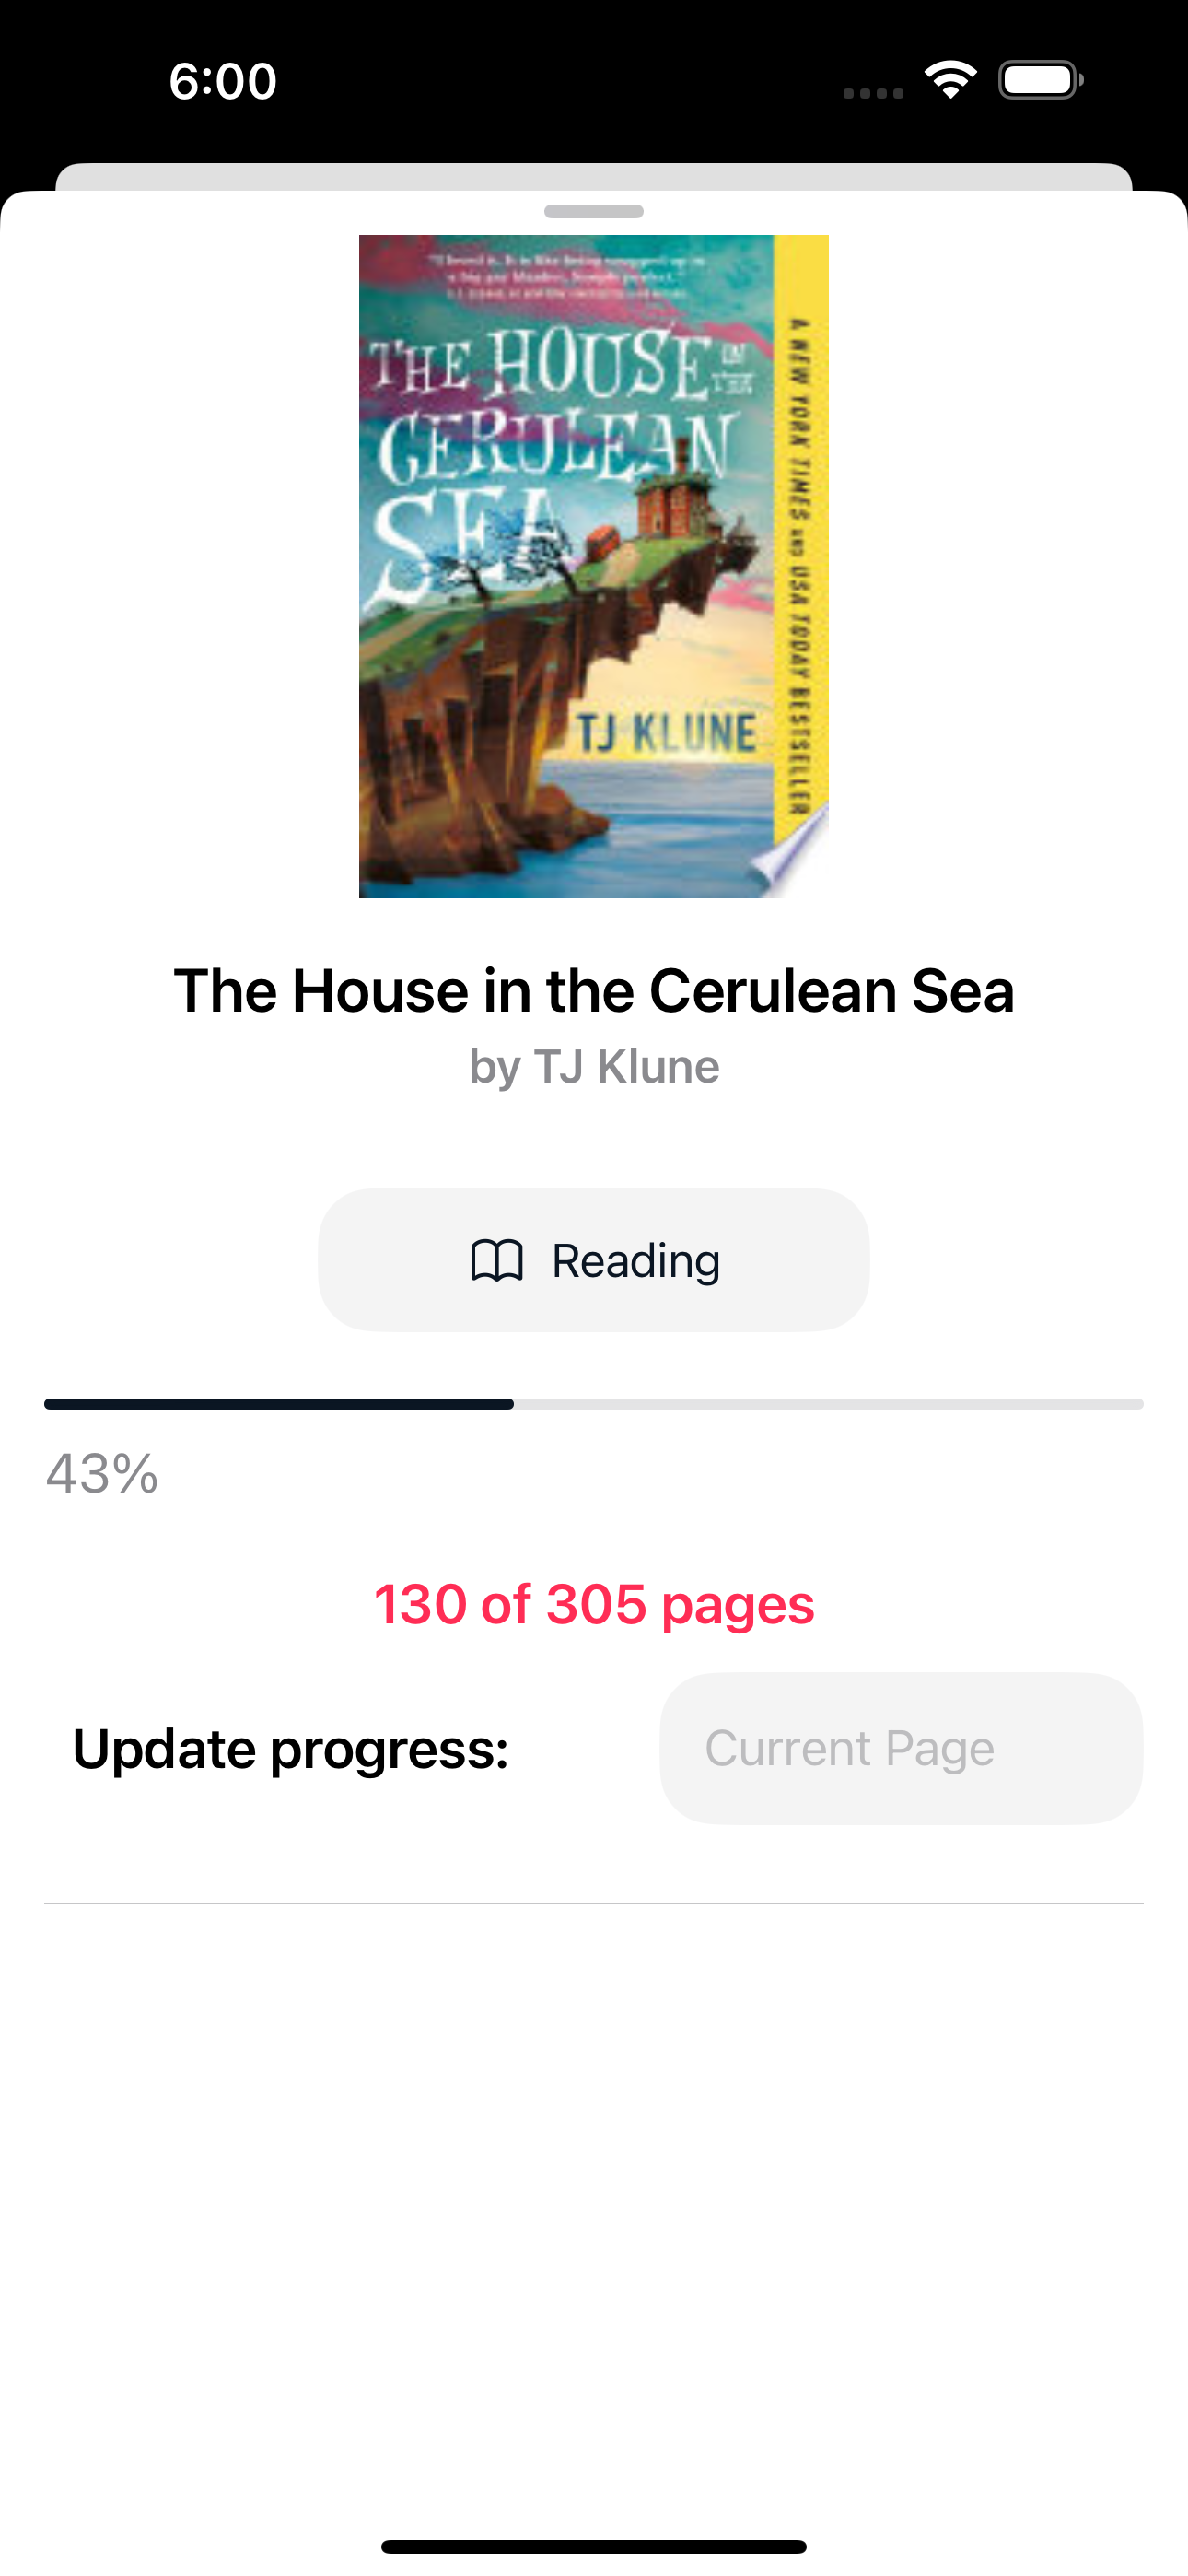 6:00
THE HOUSE IN THE
CERULEAN
SEA
TJ KLUNE
A NEW YORK TIMES AND USA TODAY BESTSELLER
The House in the Cerulean Sea
by TJ Klune
Reading
43%
130 of 305 pages
Update progress:
Current Page